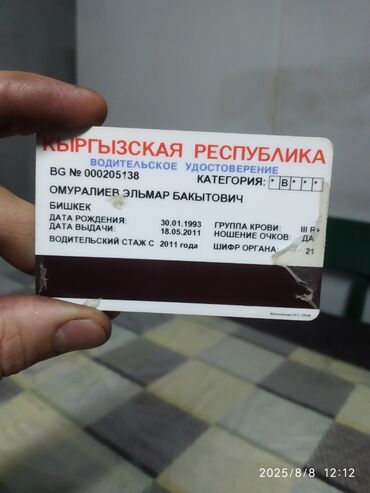 КЫРГЫЗСКАЯ РЕСПУБЛИКА
ВОДИТЕЛЬСКОЕ УДОСТОВЕРЕНИЕ
BG № 000205138 КАТЕГОРИЯ: * B * * *
ОМУРАЛИЕВ ЭЛЬМАР БАКЫТОВИЧ
БИШКЕК
ДАТА РОЖДЕНИЯ: 30.01.1993 ГРУППА КРОВИ: III R+
ДАТА ВЫДАЧИ: 18.05.2011 НОШЕНИЕ ОЧКОВ: ДА
ВОДИТЕЛЬСКИЙ СТАЖ С 2011 года ШИФР ОРГАНА: 21
2025/8/8 12:12